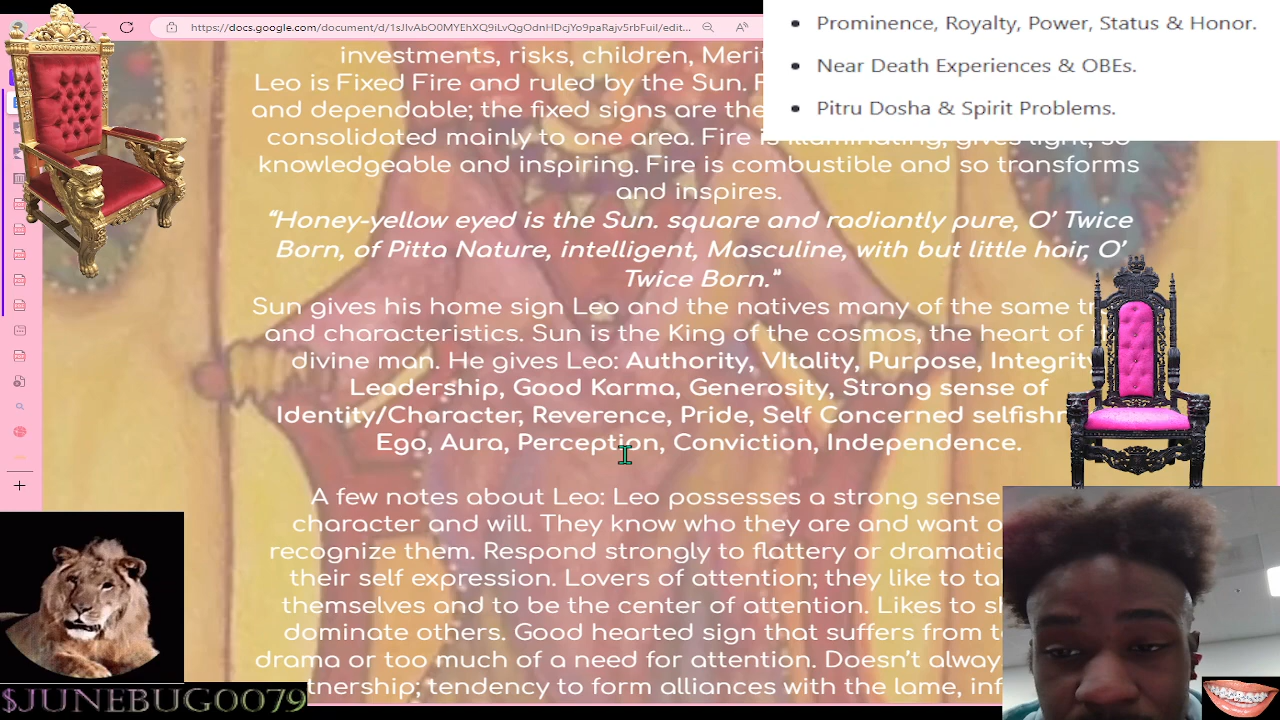 https://docs.google.com/document/d/1sJlvAbO0MYEhXQ9iLvQgOdnHDcjYo9paRajv5rbFuiI/edit...
Prominence, Royalty, Power, Status & Honor.
Near Death Experiences & OBEs.
Pitru Dosha & Spirit Problems.
investments, risks, children,
Leo is Fixed Fire and ruled by the Sun.
and dependable; the fixed signs are the
consolidated mainly to one area. Fire is illuminating, gives light, so
knowledgeable and inspiring. Fire is combustible and so transforms
and inspires.
“Honey-yellow eyed is the Sun. square and radiantly pure, O’ Twice
Born, of Pitta Nature, intelligent, Masculine, with but little hair, O’
Twice Born.”
Sun gives his home sign Leo and the natives many of the same
and characteristics. Sun is the King of the cosmos, the heart of
divine man. He gives Leo: Authority, VItality, Purpose, Integrity
Leadership, Good Karma, Generosity, Strong sense of
Identity/Character, Reverence, Pride, Self Concerned
Ego, Aura, Perception, Conviction, Independence.
A few notes about Leo: Leo possesses a strong sense
character and will. They know who they are and want
recognize them. Respond strongly to flattery or
their self expression. Lovers of attention; they like to
themselves and to be the center of attention. Likes to
dominate others. Good hearted sign that suffers from
drama or too much of a need for attention. Doesn’t
tendency to form alliances with the lame,
$JUNEBUG0079